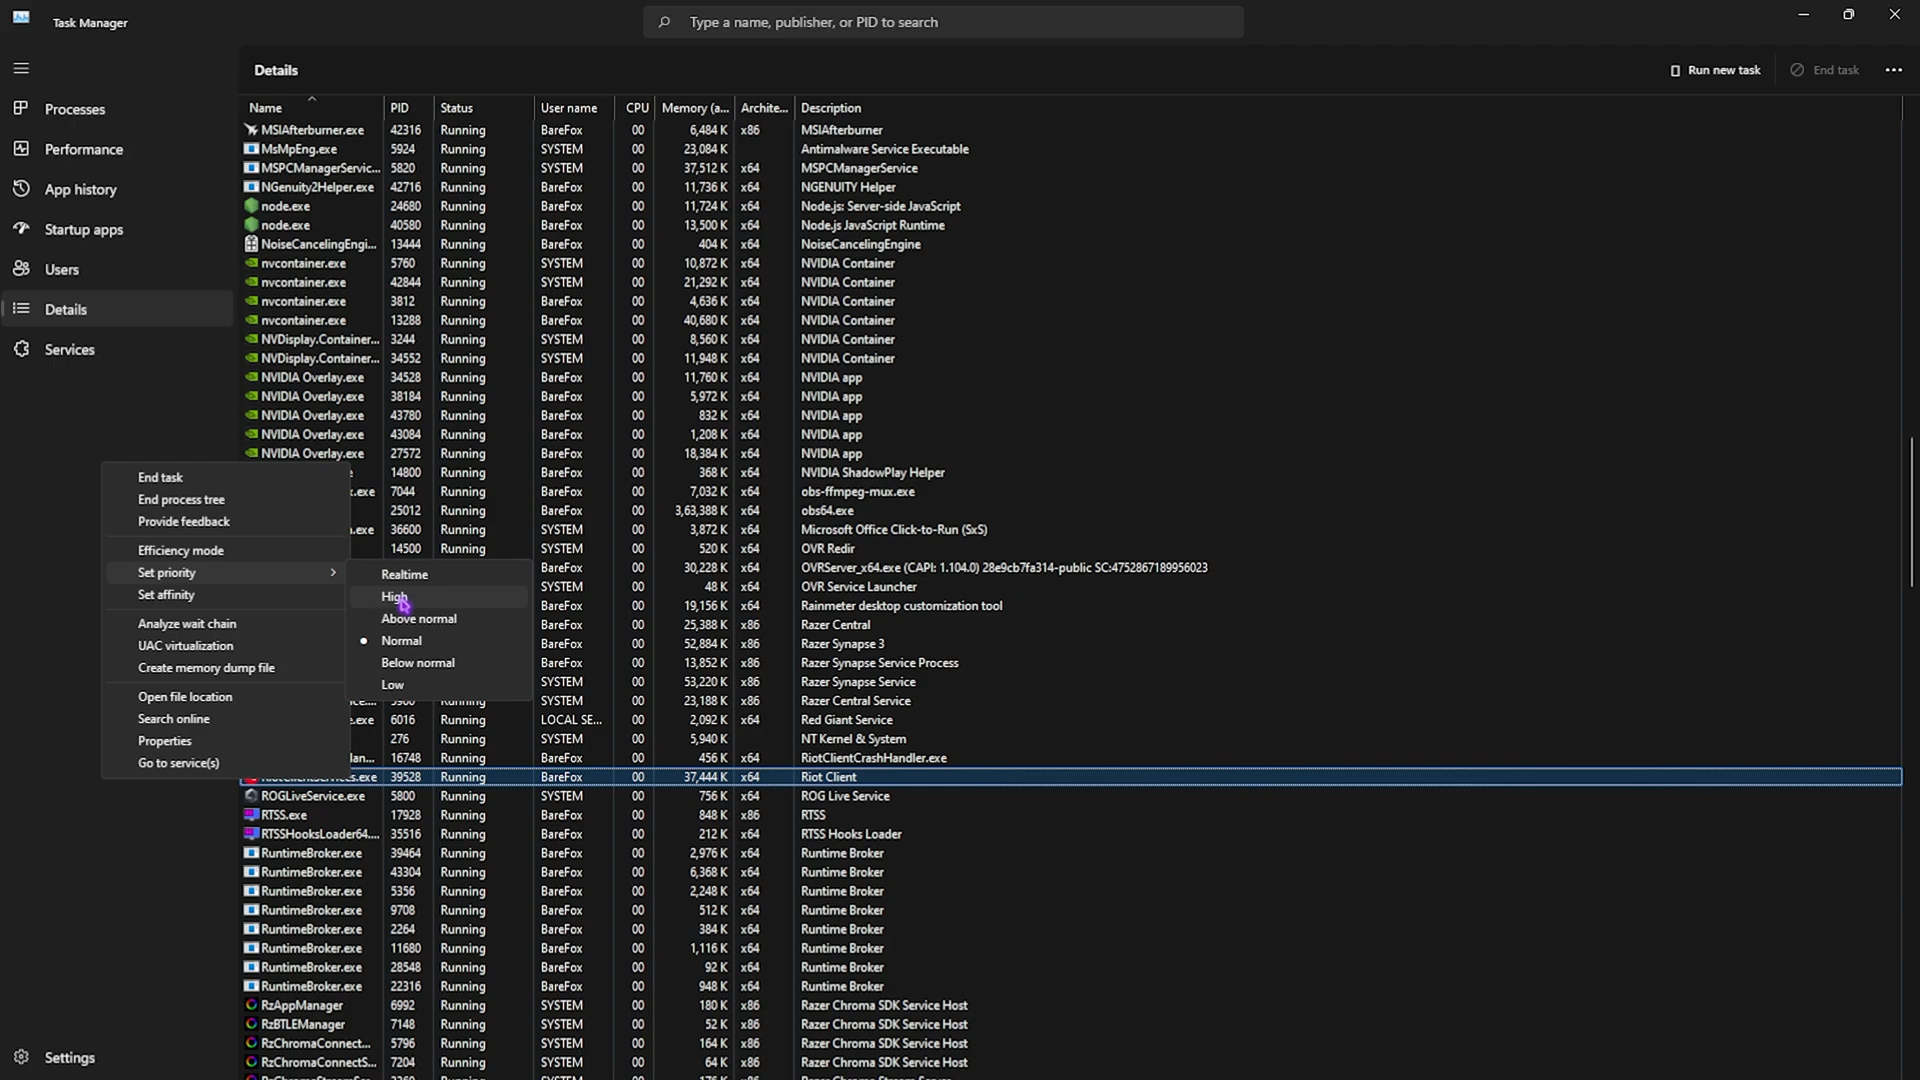 Task Manager
Type a name, publisher, or PID to search
Details
Run new task
End task
Processes
Performance
App history
Startup apps
Users
Details
Services
Settings
Name PID Status User name CPU Memory (a... Archite... Description
MSIAfterburner.exe 42316 Running BareFox 00 6,484 K x86 MSIAfterburner
MsMpEng.exe 5924 Running SYSTEM 00 23,084 K Antimalware Service Executable
MSPCManagerServic... 5820 Running SYSTEM 00 37,512 K x64 MSPCManagerService
NGenuity2Helper.exe 42716 Running BareFox 00 11,736 K x64 NGENUITY Helper
node.exe 24680 Running BareFox 00 11,724 K x64 Node.js: Server-side JavaScript
node.exe 40580 Running BareFox 00 13,500 K x64 Node.js JavaScript Runtime
NoiseCancelingEngi... 13444 Running BareFox 00 404 K x64 NoiseCancelingEngine
nvcontainer.exe 5760 Running SYSTEM 00 10,872 K x64 NVIDIA Container
nvcontainer.exe 42844 Running SYSTEM 00 21,292 K x64 NVIDIA Container
nvcontainer.exe 3812 Running BareFox 00 4,636 K x64 NVIDIA Container
nvcontainer.exe 13288 Running BareFox 00 40,680 K x64 NVIDIA Container
NVDisplay.Container... 3244 Running SYSTEM 00 8,560 K x64 NVIDIA Container
NVDisplay.Container... 34552 Running SYSTEM 00 11,948 K x64 NVIDIA Container
NVIDIA Overlay.exe 34528 Running BareFox 00 11,760 K x64 NVIDIA app
NVIDIA Overlay.exe 38184 Running BareFox 00 5,972 K x64 NVIDIA app
NVIDIA Overlay.exe 43780 Running BareFox 00 832 K x64 NVIDIA app
NVIDIA Overlay.exe 43084 Running BareFox 00 1,208 K x64 NVIDIA app
NVIDIA Overlay.exe 27572 Running BareFox 00 18,384 K x64 NVIDIA app
e 14800 Running BareFox 00 368 K x64 NVIDIA ShadowPlay Helper
.exe 7044 Running BareFox 00 7,032 K x64 obs-ffmpeg-mux.exe
25012 Running BareFox 00 3,63,388 K x64 obs64.exe
.exe 36600 Running SYSTEM 00 3,872 K x64 Microsoft Office Click-to-Run (SxS)
14500 Running SYSTEM 00 520 K x64 OVR Redir
BareFox 00 30,228 K x64 OVRServer_x64.exe (CAPI: 1.104.0) 28e9cb7fa314-public SC:4752867189956023
SYSTEM 00 48 K x64 OVR Service Launcher
BareFox 00 19,156 K x64 Rainmeter desktop customization tool
BareFox 00 25,388 K x86 Razer Central
BareFox 00 52,884 K x86 Razer Synapse 3
BareFox 00 13,852 K x86 Razer Synapse Service Process
SYSTEM 00 53,220 K x86 Razer Synapse Service
SYSTEM 00 23,188 K x86 Razer Central Service
.exe 6016 Running LOCAL SE... 00 2,092 K x64 Red Giant Service
276 Running SYSTEM 00 5,940 K NT Kernel & System
an... 16748 Running BareFox 00 456 K x64 RiotClientCrashHandler.exe
RiotClientServices.exe 39528 Running BareFox 00 37,444 K x64 Riot Client
ROGLiveService.exe 5800 Running SYSTEM 00 756 K x64 ROG Live Service
RTSS.exe 17928 Running BareFox 00 848 K x86 RTSS
RTSSHooksLoader64.... 35516 Running BareFox 00 212 K x64 RTSS Hooks Loader
RuntimeBroker.exe 39464 Running BareFox 00 2,976 K x64 Runtime Broker
RuntimeBroker.exe 43304 Running BareFox 00 6,368 K x64 Runtime Broker
RuntimeBroker.exe 5356 Running BareFox 00 2,248 K x64 Runtime Broker
RuntimeBroker.exe 9708 Running BareFox 00 512 K x64 Runtime Broker
RuntimeBroker.exe 2264 Running BareFox 00 384 K x64 Runtime Broker
RuntimeBroker.exe 11680 Running BareFox 00 1,116 K x64 Runtime Broker
RuntimeBroker.exe 28548 Running BareFox 00 92 K x64 Runtime Broker
RuntimeBroker.exe 22316 Running BareFox 00 948 K x64 Runtime Broker
RzAppManager 6992 Running SYSTEM 00 180 K x86 Razer Chroma SDK Service Host
RzBTLEManager 7148 Running SYSTEM 00 52 K x86 Razer Chroma SDK Service Host
RzChromaConnect... 5796 Running SYSTEM 00 164 K x86 Razer Chroma SDK Service Host
RzChromaConnectS... 7204 Running SYSTEM 00 64 K x86 Razer Chroma SDK Service Host
End task
End process tree
Provide feedback
Efficiency mode
Set priority
Set affinity
Analyze wait chain
UAC virtualization
Create memory dump file
Open file location
Search online
Properties
Go to service(s)
Realtime
High
Above normal
Normal
Below normal
Low